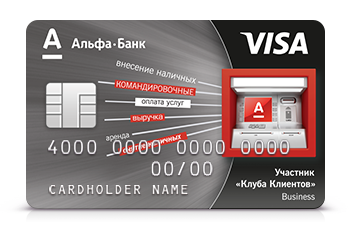 Альфа·Банк
VISA
внесение наличных
КОМАНДИРОВОЧНЫЕ
оплата услуг
выручка
аренда
4000 0000 0000 0000
00/00
CARDHOLDER NAME
Участник
«Клуба Клиентов»
Business